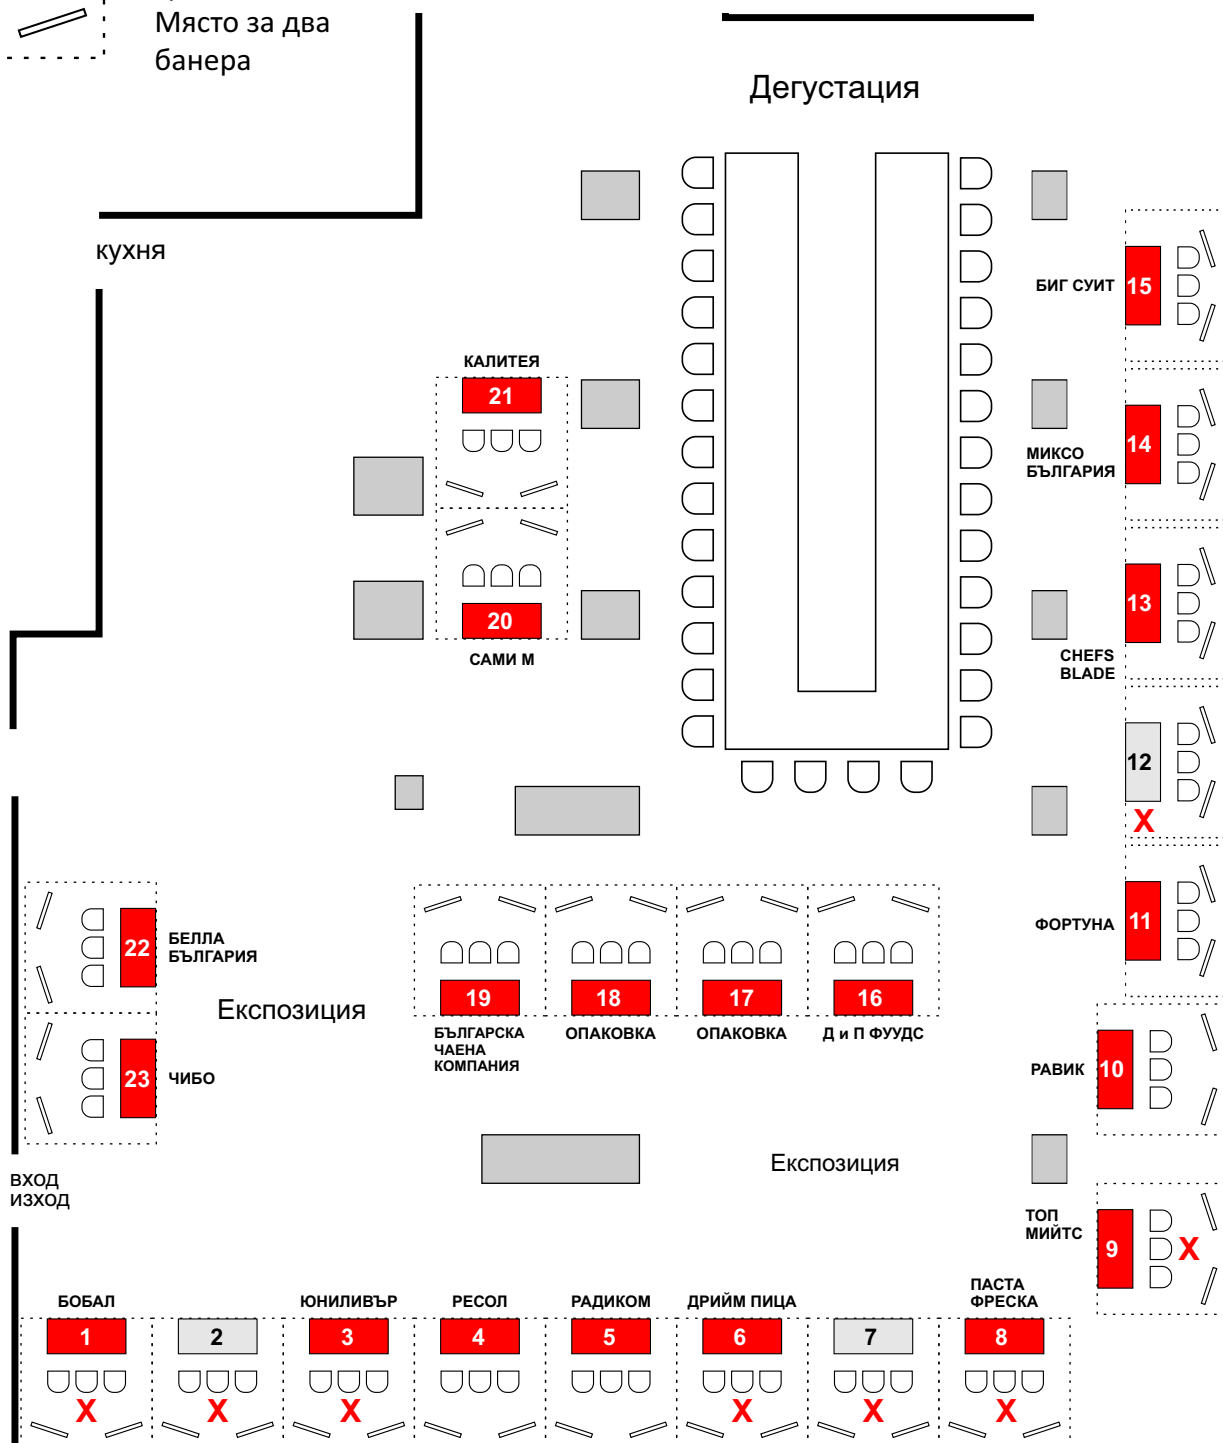 Място за два
банера
Дегустация
кухня
БИГ СУИТ
15
КАЛИТЕЯ
21
14
МИКСО
БЪЛГАРИЯ
13
20
САМИ М
CHEFS
BLADE
12
X
11
ФОРТУНА
22
БЕЛЛА
БЪЛГАРИЯ
Експозиция
19
18
17
16
БЪЛГАРСКА
ЧАЕНА
КОМПАНИЯ
ОПАКОВКА
ОПАКОВКА
Д и П ФУУДС
РАВИК
10
23
ЧИБО
Експозиция
ВХОД
ИЗХОД
ТОП
МИЙТС
9
X
БОБАЛ
ЮНИЛИВЪР
РЕСОЛ
РАДИКОМ
ДРИЙМ ПИЦА
ПАСТА
ФРЕСКА
1
2
3
4
5
6
7
8
X
X
X
X
X
X